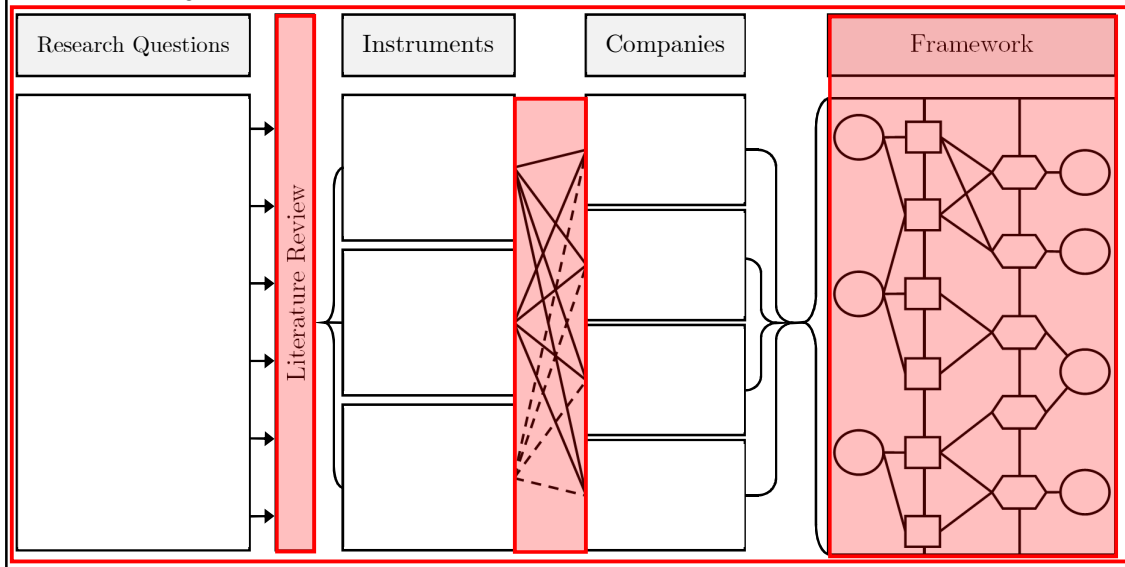 Research Questions
Instruments
Companies
Framework
Literature Review